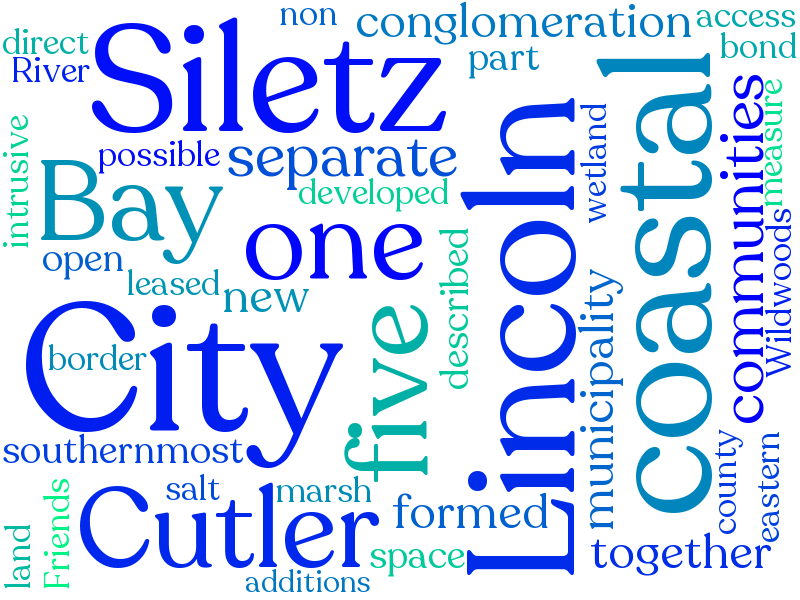 non
conglomeration
access
direct
Siletz
part
bond
River
coastal
communities
measure
intrusive
possible
separate
Lincoln
wetland
Bay
developed
one
described
Wildwoods
open
leased
new
five
municipality
City
border
southernmost
salt
marsh
Cutler
formed
county
eastern
land
Friends
space
together
additions